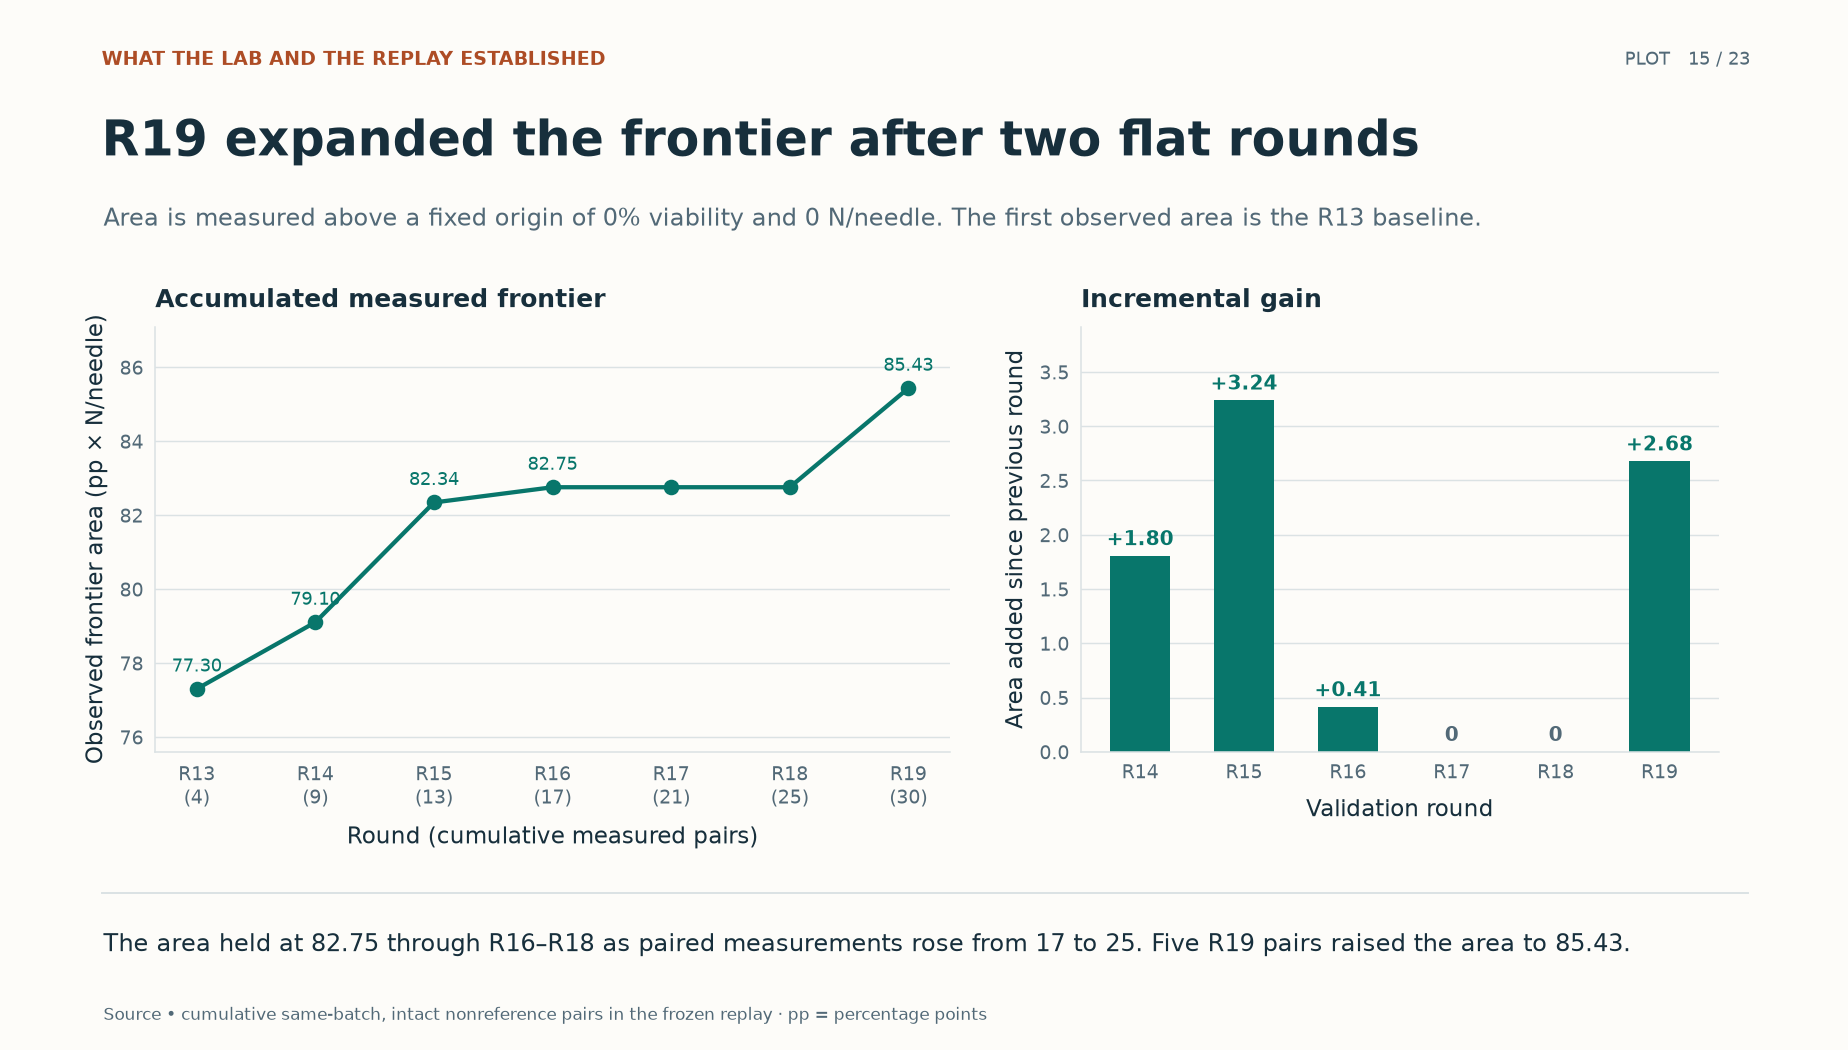 WHAT THE LAB AND THE REPLAY ESTABLISHED
PLOT 15 / 23
R19 expanded the frontier after two flat rounds
Area is measured above a fixed origin of 0% viability and 0 N/needle. The first observed area is the R13 baseline.
Accumulated measured frontier
Observed frontier area (pp × N/needle)
86
84
82
80
78
76
77.30
79.10
82.34
82.75
85.43
R13 R14 R15 R16 R17 R18 R19
(4) (9) (13) (17) (21) (25) (30)
Round (cumulative measured pairs)
Incremental gain
Area added since previous round
3.5
3.0
2.5
2.0
1.5
1.0
0.5
0.0
+1.80
+3.24
+0.41
0
0
+2.68
R14 R15 R16 R17 R18 R19
Validation round
The area held at 82.75 through R16–R18 as paired measurements rose from 17 to 25. Five R19 pairs raised the area to 85.43.
Source • cumulative same-batch, intact nonreference pairs in the frozen replay · pp = percentage points